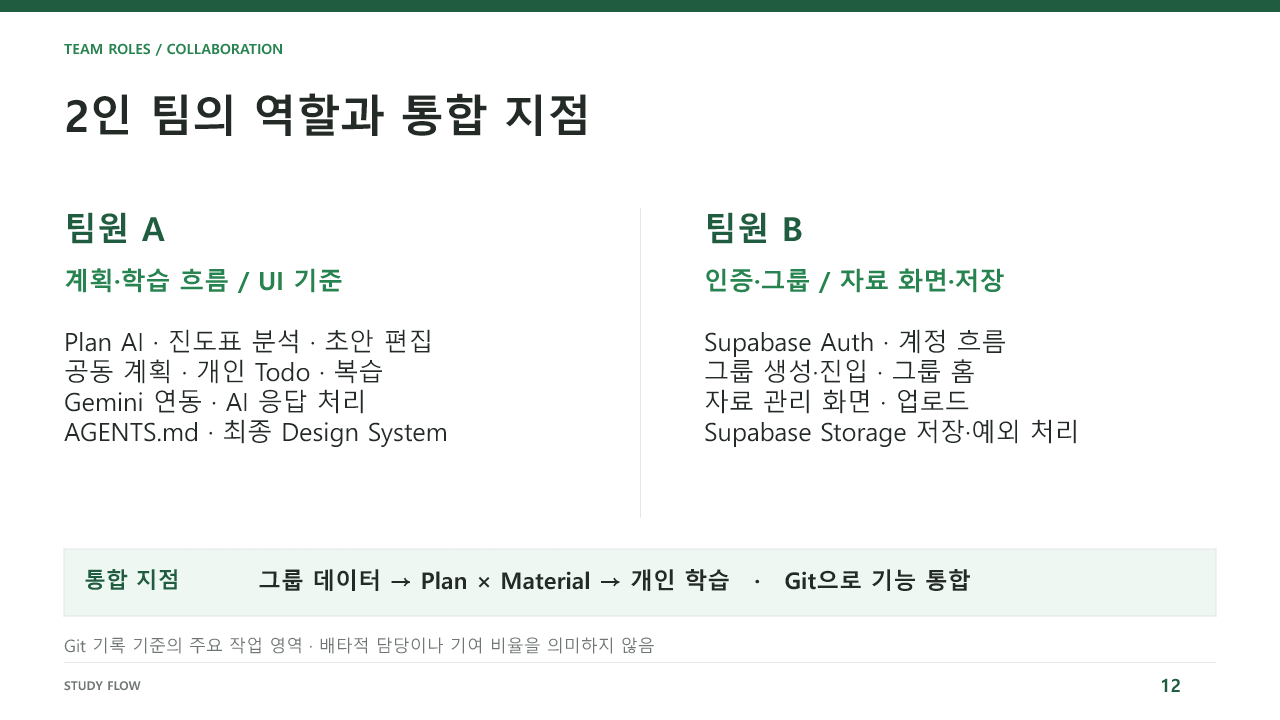 TEAM ROLES / COLLABORATION
2인 팀의 역할과 통합 지점
팀원 A
계획·학습 흐름 / UI 기준
Plan AI · 진도표 분석 · 초안 편집
공동 계획 · 개인 Todo · 복습
Gemini 연동 · AI 응답 처리
AGENTS.md · 최종 Design System
팀원 B
인증·그룹 / 자료 화면·저장
Supabase Auth · 계정 흐름
그룹 생성·진입 · 그룹 홈
자료 관리 화면 · 업로드
Supabase Storage 저장·예외 처리
통합 지점 그룹 데이터 → Plan × Material → 개인 학습 · Git으로 기능 통합
Git 기록 기준의 주요 작업 영역 · 배타적 담당이나 기여 비율을 의미하지 않음
STUDY FLOW 12